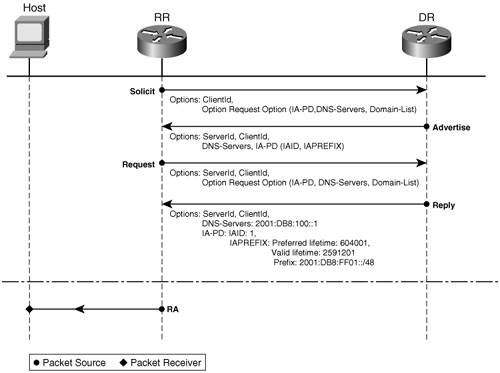 Host
RR
DR
Solicit
Options: ClientId,
Option Request Option (IA-PD,DNS-Servers, Domain-List)
Advertise
Options: ServerId, ClientId,
DNS-Servers, IA-PD (IAID, IAPREFIX)
Request
Options: ServerId, ClientId,
Option Request Option (IA-PD, DNS-Servers, Domain-List)
Reply
Options: ServerId, ClientId,
DNS-Servers: 2001:DB8:100::1
IA-PD: IAID: 1,
IAPREFIX: Preferred lifetime: 604001,
Valid lifetime: 2591201
Prefix: 2001:DB8:FF01::/48
RA
Packet Source
Packet Receiver